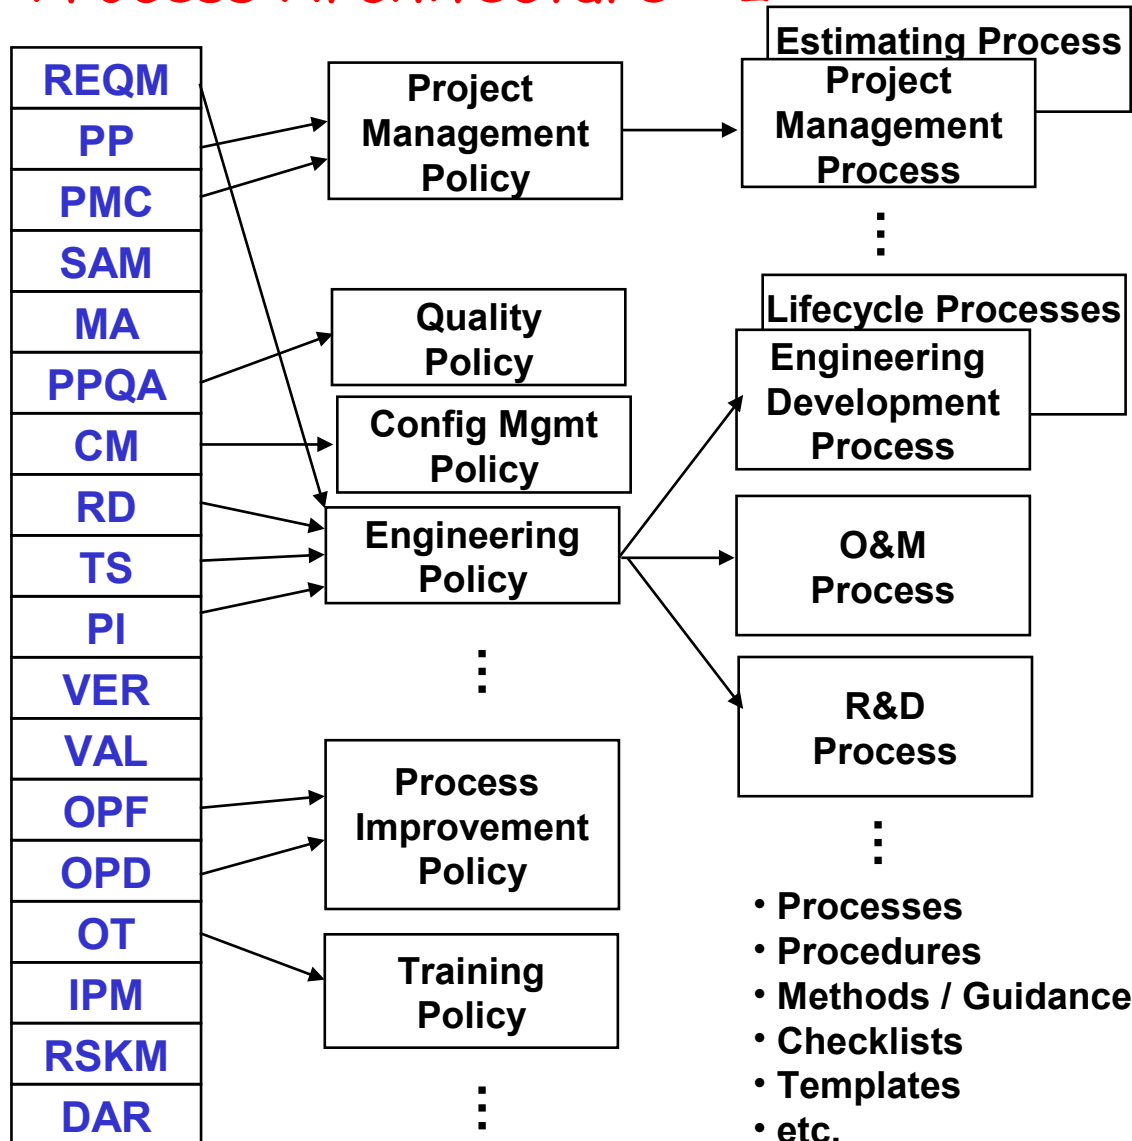 Process Architecture
REQM
PP
PMC
SAM
MA
PPQA
CM
RD
TS
PI
VER
VAL
OPF
OPD
OT
IPM
RSKM
DAR
Project
Management
Policy
Quality
Policy
Config Mgmt
Policy
Engineering
Policy
⋮
Process
Improvement
Policy
Training
Policy
⋮
Estimating Process
Project
Management
Process
⋮
Lifecycle Processes
Engineering
Development
Process
O&M
Process
R&D
Process
⋮
• Processes
• Procedures
• Methods / Guidance
• Checklists
• Templates
• etc.